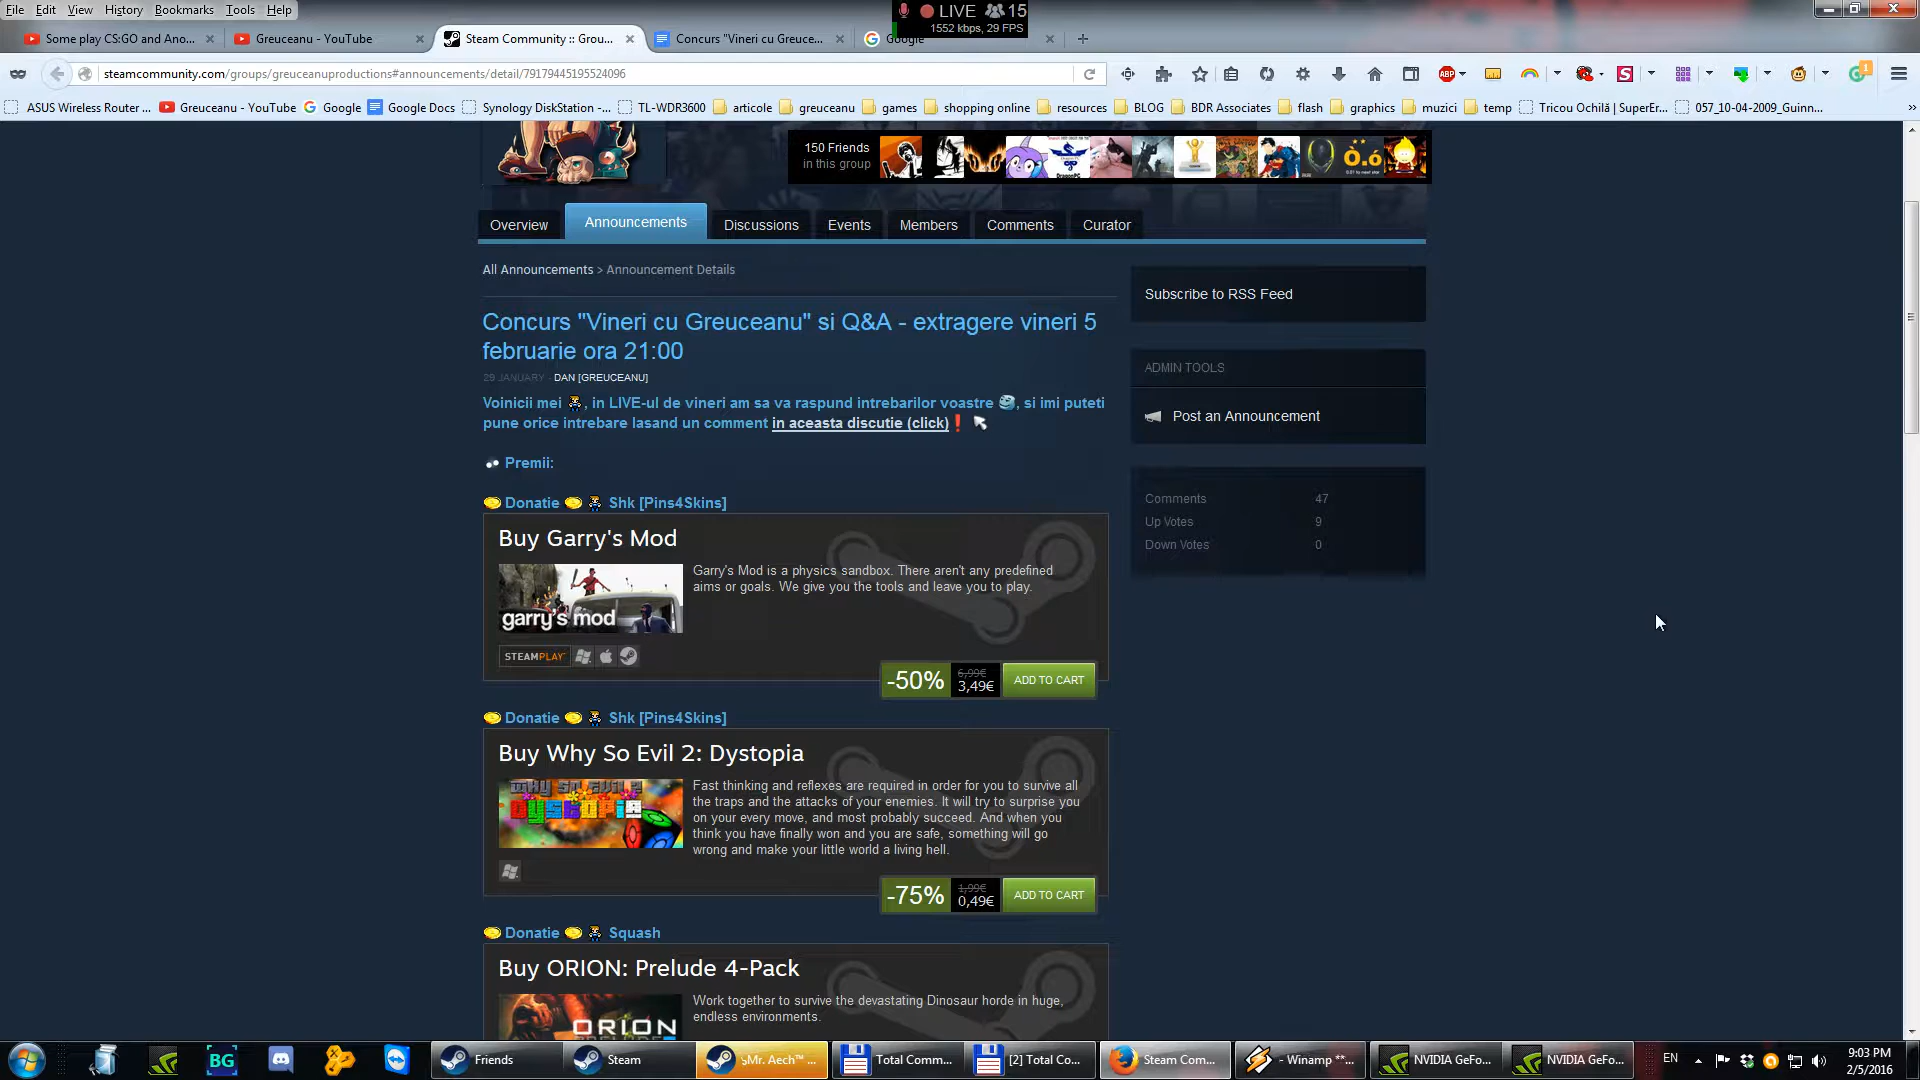 File Edit View History Bookmarks Tools Help
LIVE 15
1552 kbps, 29 FPS
Some play CS:GO and Ano...
Greuceanu - YouTube
Steam Community :: Grou...
Concurs "Vineri cu Greuce...
Google
steamcommunity.com/groups/greuceanuproductions#announcements/detail/79179445195524096
ABP
1
ASUS Wireless Router ... Greuceanu - YouTube Google Google Docs Synology DiskStation -... TL-WDR3600 articole greuceanu games shopping online resources BLOG BDR Associates flash graphics muzici temp Tricou Ochilă | SuperEr... 057_10-04-2009_Guinn...
150 Friends
in this group
Overview Announcements Discussions Events Members Comments Curator
All Announcements > Announcement Details
Concurs "Vineri cu Greuceanu" si Q&A - extragere vineri 5
februarie ora 21:00
29 JANUARY - DAN [GREUCEANU]
Voinicii mei , in LIVE-ul de vineri am sa va raspund intrebarilor voastre , si imi puteti
pune orice intrebare lasand un comment in aceasta discutie (click)
Premii:
Donatie Shk [Pins4Skins]
Buy Garry's Mod
Garry's Mod is a physics sandbox. There aren't any predefined
aims or goals. We give you the tools and leave you to play.
garry's mod
STEAMPLAY
-50% 6,99€ 3,49€ ADD TO CART
Donatie Shk [Pins4Skins]
Buy Why So Evil 2: Dystopia
Fast thinking and reflexes are required in order for you to survive all
the traps and the attacks of your enemies. It will try to surprise you
on your every move, and most probably succeed. And when you
think you have finally won and you are safe, something will go
wrong and make your little world a living hell.
WHY SO EVIL 2
DYSTOPIA
-75% 1,99€ 0,49€ ADD TO CART
Donatie Squash
Buy ORION: Prelude 4-Pack
Work together to survive the devastating Dinosaur horde in huge,
endless environments.
ORION
Subscribe to RSS Feed
ADMIN TOOLS
Post an Announcement
Comments 47
Up Votes 9
Down Votes 0
BG
Friends
Steam
Mr. Aech™ ...
Total Comm...
[2] Total Co...
Steam Com...
- Winamp **...
NVIDIA GeFo...
NVIDIA GeFo...
EN
9:03 PM
2/5/2016